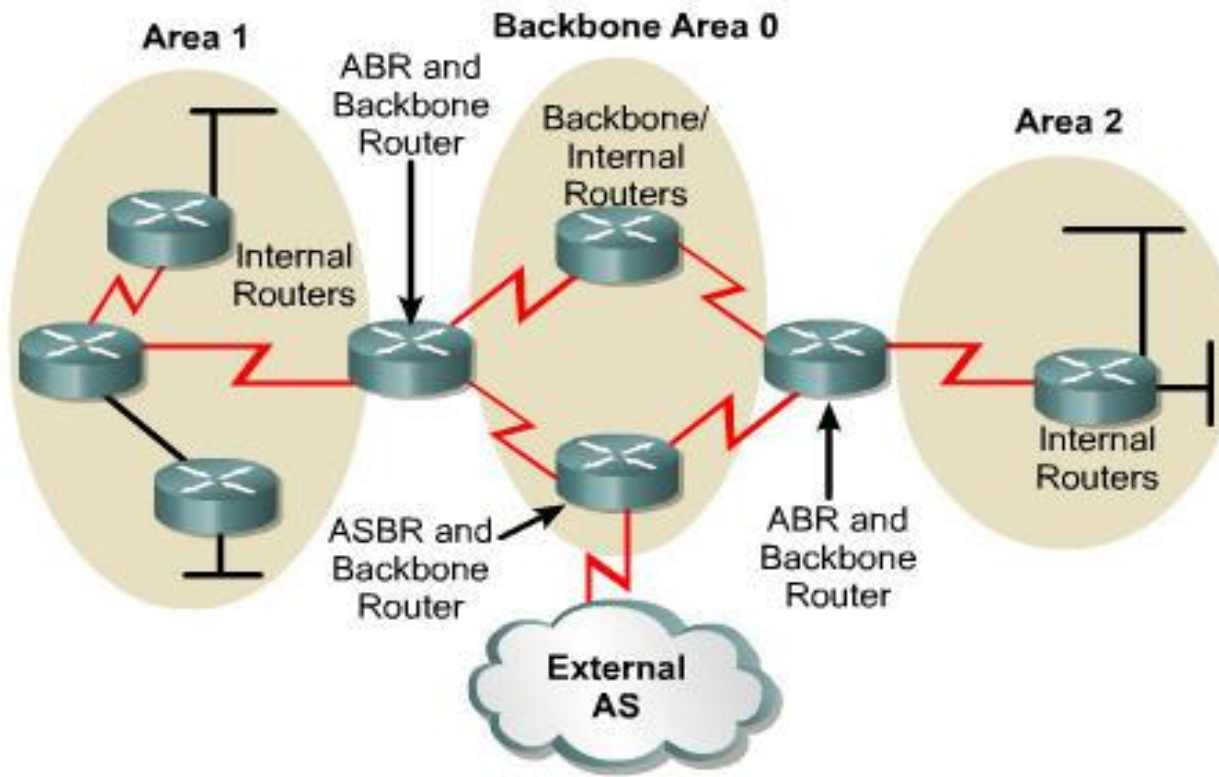 Area 1
Backbone Area 0
ABR and
Backbone
Router
Backbone/
Internal
Routers
Area 2
Internal
Routers
Internal
Routers
ASBR and
Backbone
Router
ABR and
Backbone
Router
External
AS